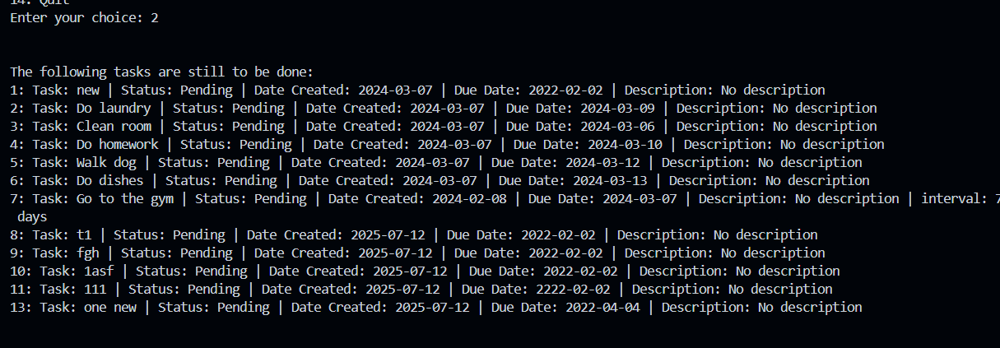 14. Quit
Enter your choice: 2
The following tasks are still to be done:
1: Task: new | Status: Pending | Date Created: 2024-03-07 | Due Date: 2022-02-02 | Description: No description
2: Task: Do laundry | Status: Pending | Date Created: 2024-03-07 | Due Date: 2024-03-09 | Description: No description
3: Task: Clean room | Status: Pending | Date Created: 2024-03-07 | Due Date: 2024-03-06 | Description: No description
4: Task: Do homework | Status: Pending | Date Created: 2024-03-07 | Due Date: 2024-03-10 | Description: No description
5: Task: Walk dog | Status: Pending | Date Created: 2024-03-07 | Due Date: 2024-03-12 | Description: No description
6: Task: Do dishes | Status: Pending | Date Created: 2024-03-07 | Due Date: 2024-03-13 | Description: No description
7: Task: Go to the gym | Status: Pending | Date Created: 2024-02-08 | Due Date: 2024-03-07 | Description: No description | interval: 7
days
8: Task: t1 | Status: Pending | Date Created: 2025-07-12 | Due Date: 2022-02-02 | Description: No description
9: Task: fgh | Status: Pending | Date Created: 2025-07-12 | Due Date: 2022-02-02 | Description: No description
10: Task: 1asf | Status: Pending | Date Created: 2025-07-12 | Due Date: 2022-02-02 | Description: No description
11: Task: 111 | Status: Pending | Date Created: 2025-07-12 | Due Date: 2222-02-02 | Description: No description
13: Task: one new | Status: Pending | Date Created: 2025-07-12 | Due Date: 2022-04-04 | Description: No description